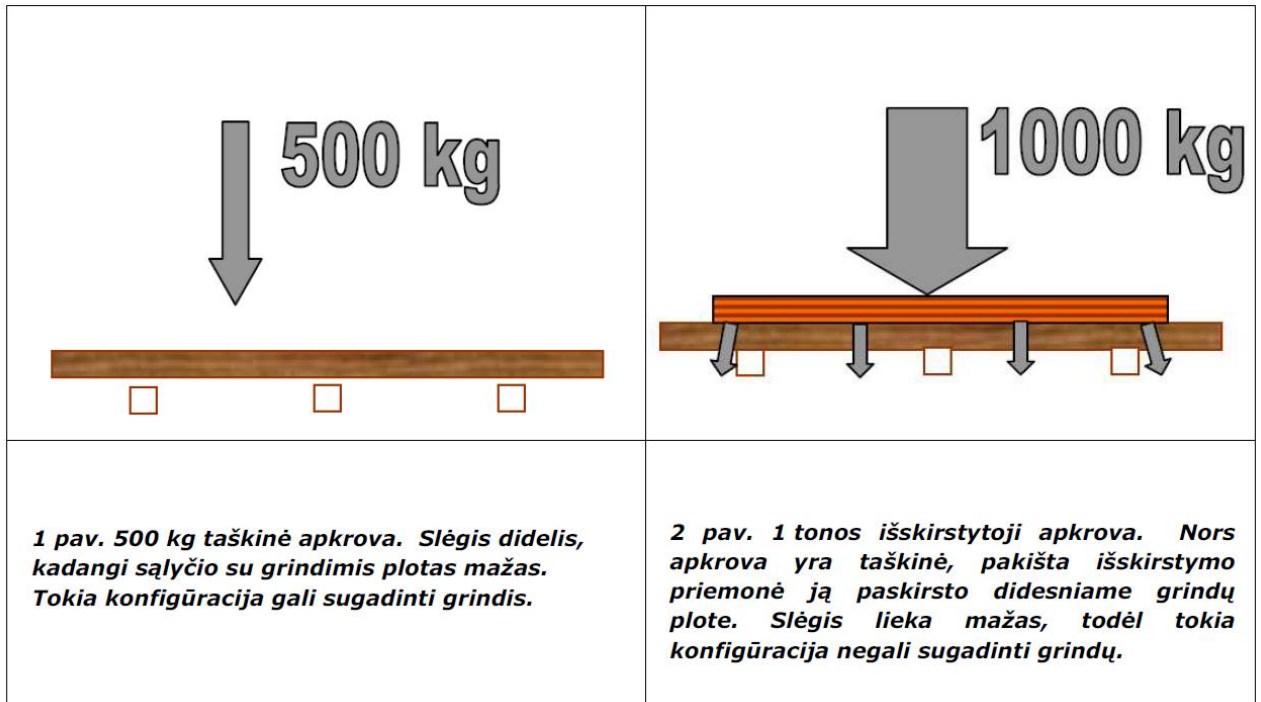 500 kg
1000 kg
1 pav. 500 kg taškinė apkrova. Slėgis didelis,
kadangi sąlyčio su grindimis plotas mažas.
Tokia konfigūracija gali sugadinti grindis.
2 pav. 1 tonos išskirstytoji apkrova. Nors
apkrova yra taškinė, pakišta išskirstymo
priemonė ją paskirsto didesniame grindų
plote. Slėgis lieka mažas, todėl tokia
konfigūracija negali sugadinti grindų.